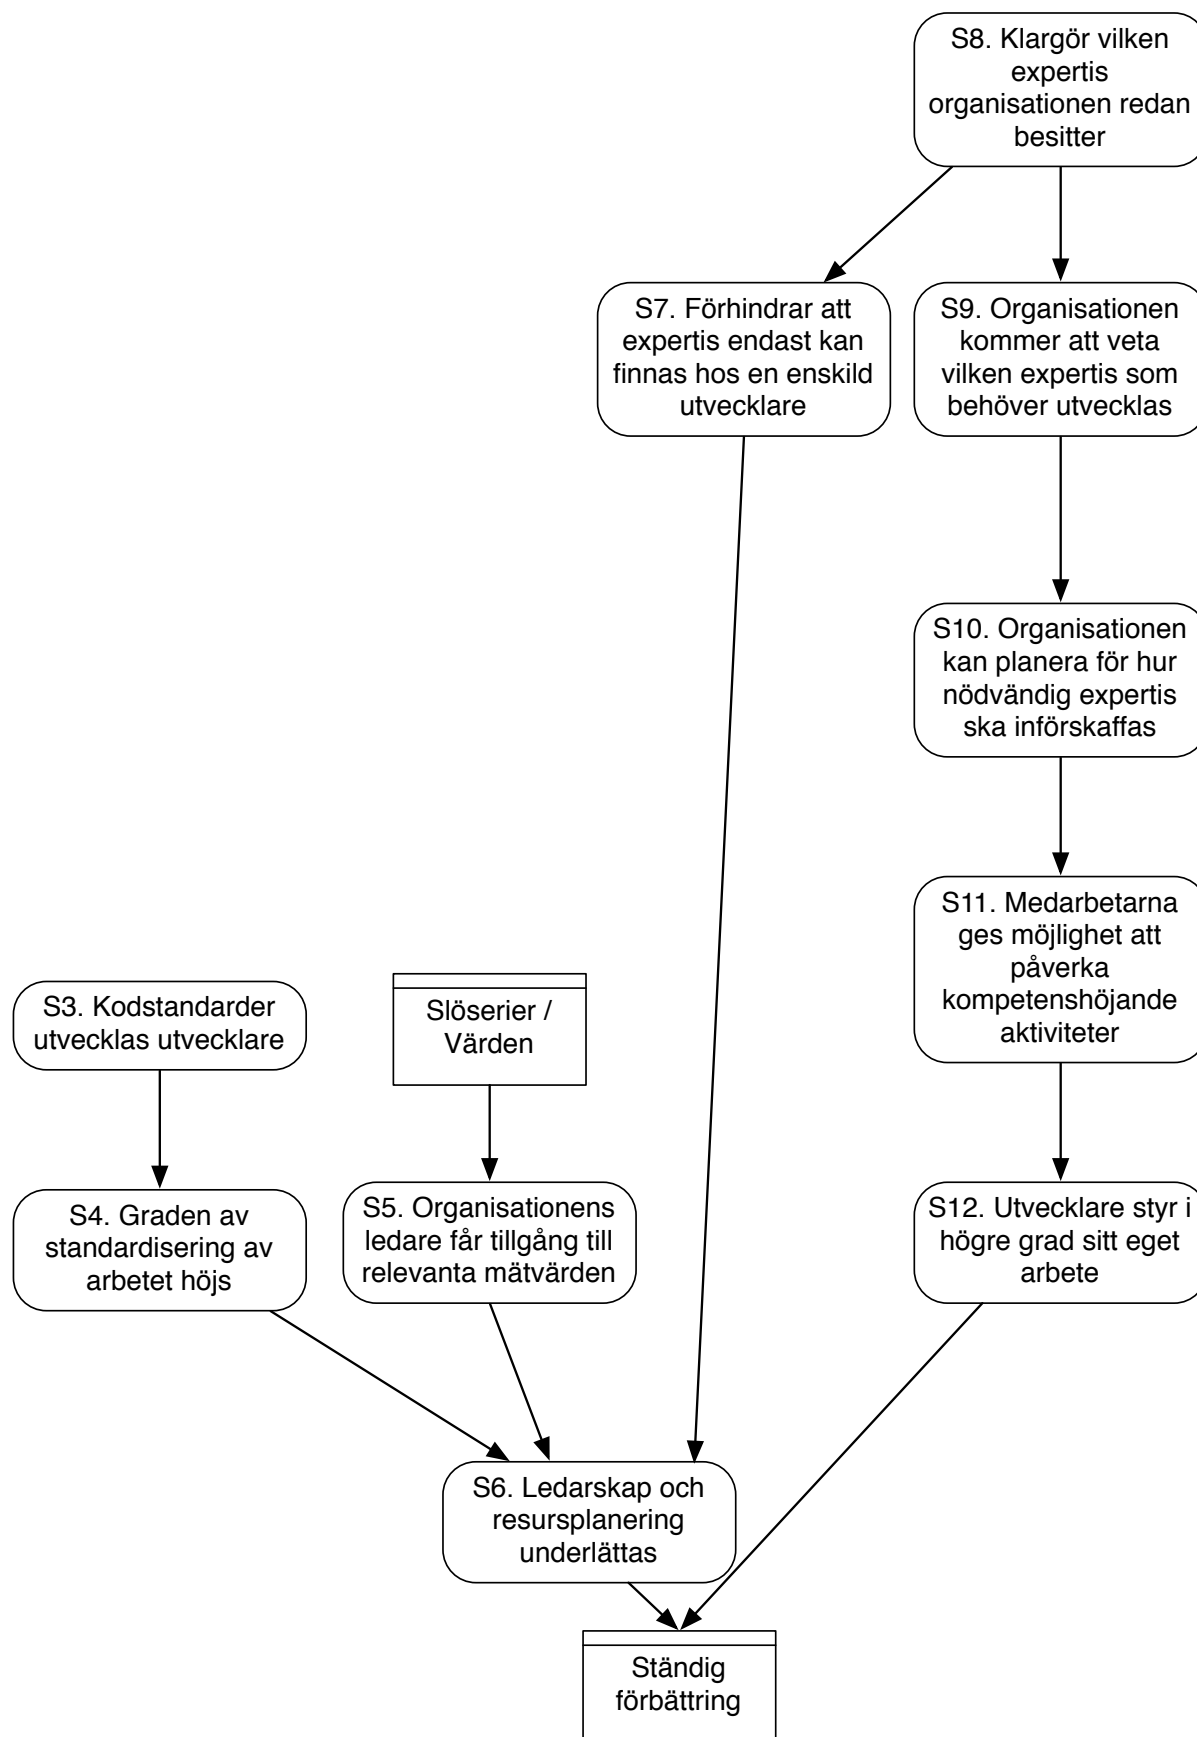 S8. Klargör vilken
expertis
organisationen redan
besitter
S7. Förhindrar att
expertis endast kan
finnas hos en enskild
utvecklare
S9. Organisationen
kommer att veta
vilken expertis som
behöver utvecklas
S10. Organisationen
kan planera för hur
nödvändig expertis
ska införskaffas
S11. Medarbetarna
ges möjlighet att
påverka
kompetenshöjande
aktiviteter
S3. Kodstandarder
utvecklas utvecklare
Slöserier /
Värden
S4. Graden av
standardisering av
arbetet höjs
S5. Organisationens
ledare får tillgång till
relevanta mätvärden
S12. Utvecklare styr i
högre grad sitt eget
arbete
S6. Ledarskap och
resursplanering
underlättas
Ständig
förbättring